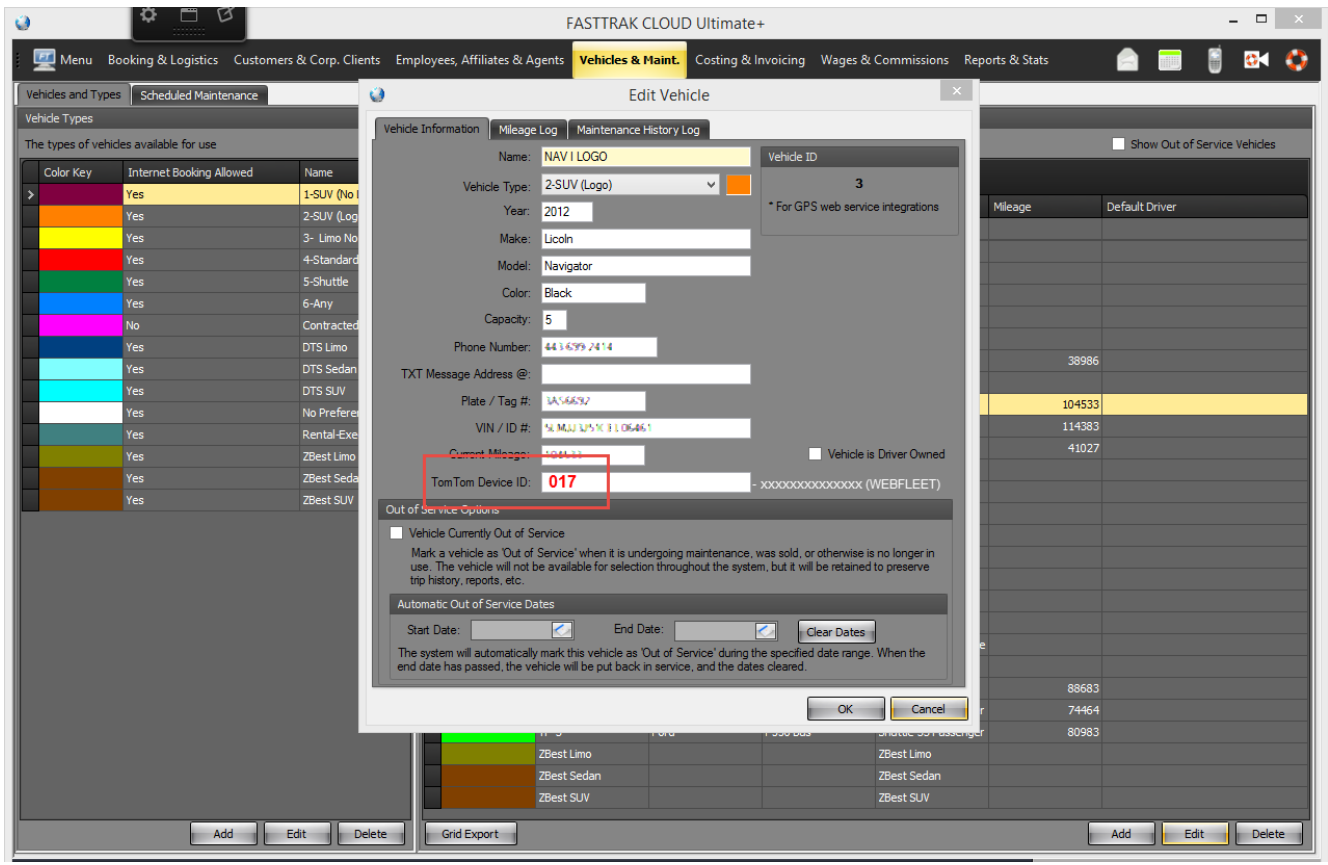 FASTTRAK CLOUD Ultimate+
Menu Booking & Logistics Customers & Corp. Clients Employees, Affiliates & Agents Vehicles & Maint. Costing & Invoicing Wages & Commissions Reports & Stats
Vehicles and Types Scheduled Maintenance
Vehicle Types
The types of vehicles available for use
Color Key Internet Booking Allowed Name
Yes 1-SUV (No
Yes 2-SUV (Log
Yes 3- Limo No
Yes 4-Standard
Yes 5-Shuttle
Yes 6-Any
No Contracted
Yes DTS Limo
Yes DTS Sedan
Yes DTS SUV
Yes No Prefere
Yes Rental-Exe
Yes ZBest Limo
Yes ZBest Seda
Yes ZBest SUV
Add Edit Delete
Edit Vehicle
Vehicle Information Mileage Log Maintenance History Log
Name: NAV I LOGO
Vehicle Type: 2-SUV (Logo)
Year: 2012
Make: Licoln
Model: Navigator
Color: Black
Capacity: 5
Phone Number:
TXT Message Address @:
Plate / Tag #:
VIN / ID #:
Current Mileage:
TomTom Device ID: 017 - xxxxxxxxxxxxxx (WEBFLEET)
Vehicle ID
3
* For GPS web service integrations
Vehicle is Driver Owned
Out of Service Options
Vehicle Currently Out of Service
Mark a vehicle as 'Out of Service' when it is undergoing maintenance, was sold, or otherwise is no longer in
use. The vehicle will not be available for selection throughout the system, but it will be retained to preserve
trip history, reports, etc.
Automatic Out of Service Dates
Start Date: End Date: Clear Dates
The system will automatically mark this vehicle as 'Out of Service' during the specified date range. When the
end date has passed, the vehicle will be put back in service, and the dates cleared.
OK Cancel
Show Out of Service Vehicles
Mileage Default Driver
38986
104533
114383
41027
88683
74464
80983
ZBest Limo ZBest Limo
ZBest Sedan ZBest Sedan
ZBest SUV ZBest SUV
Grid Export Add Edit Delete